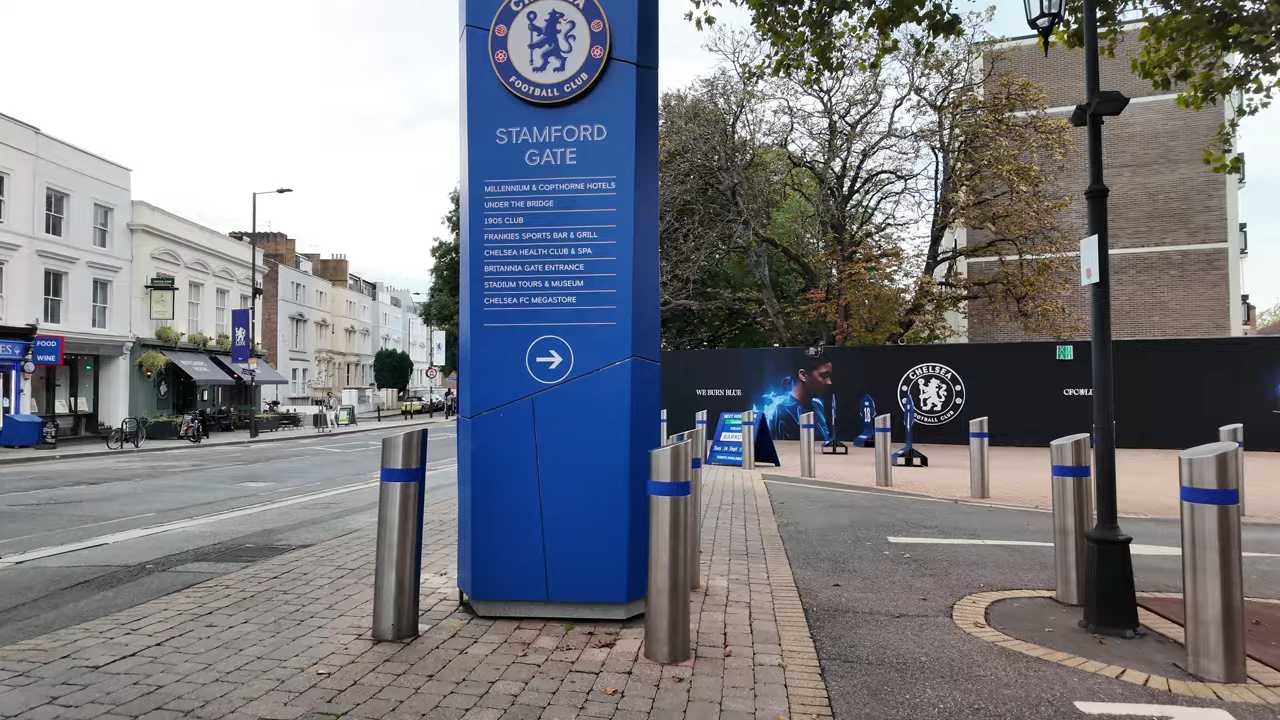 CHELSEA
FOOTBALL CLUB
STAMFORD
GATE
MILLENNIUM & COPTHORNE HOTELS
UNDER THE BRIDGE
1905 CLUB
FRANKIES SPORTS BAR & GRILL
CHELSEA HEALTH CLUB & SPA
BRITANNIA GATE ENTRANCE
STADIUM TOURS & MUSEUM
CHELSEA FC MEGASTORE
FOOD
WINE
WE BURN BLUE
CHELSEA
FOOTBALL CLUB